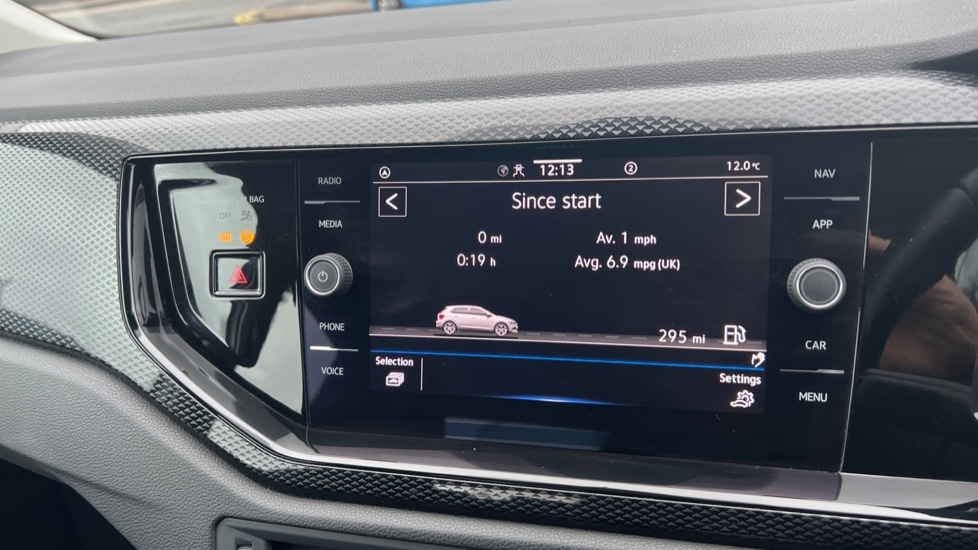 A 12:13 2 12.0 °C
< Since start >
0 mi Av. 1 mph
0:19 h Avg. 6.9 mpg (UK)
295 mi
Selection
Settings
RADIO
MEDIA
PHONE
VOICE
NAV
APP
CAR
MENU
BAG
OFF